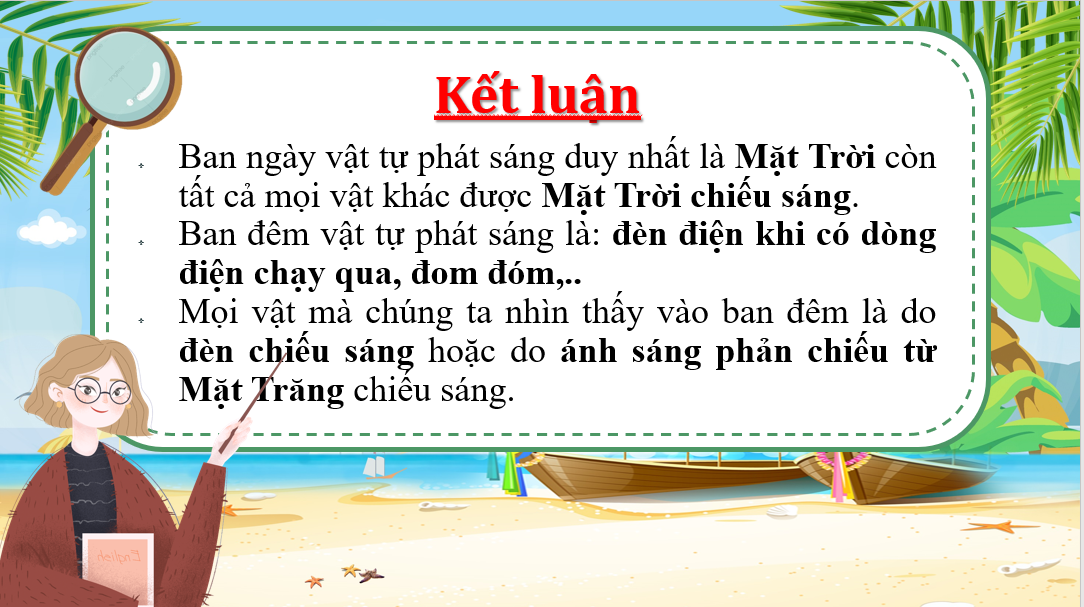 Kết luận
Ban ngày vật tự phát sáng duy nhất là Mặt Trời còn
tất cả mọi vật khác được Mặt Trời chiếu sáng.
Ban đêm vật tự phát sáng là: đèn điện khi có dòng
điện chạy qua, đom đóm,..
Mọi vật mà chúng ta nhìn thấy vào ban đêm là do
đèn chiếu sáng hoặc do ánh sáng phản chiếu từ
Mặt Trăng chiếu sáng.
English